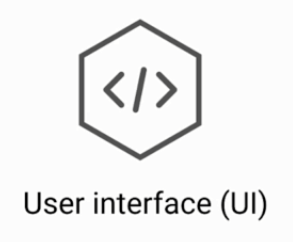 </>
User interface (UI)